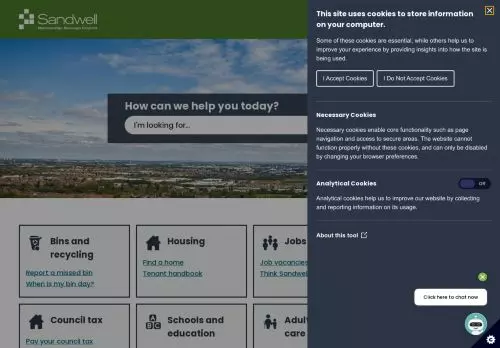 Sandwell
Metropolitan Borough Council
How can we help you today?
I'm looking for...
Bins and
recycling
Report a missed bin
When is my bin day?
Housing
Find a home
Tenant handbook
Jobs
Job vacancies
Think Sandwel
Council tax
Pay your council tax
Schools and
education
Adul
care
This site uses cookies to store information
on your computer.
Some of these cookies are essential, while others help us to
improve your experience by providing insights into how the site is
being used.
I Accept Cookies
I Do Not Accept Cookies
Necessary Cookies
Necessary cookies enable core functionality such as page
navigation and access to secure areas. The website cannot
function properly without these cookies, and can only be disabled
by changing your browser preferences.
Analytical Cookies
Off
Analytical cookies help us to improve our website by collecting
and reporting information on its usage.
About this tool
Click here to chat now